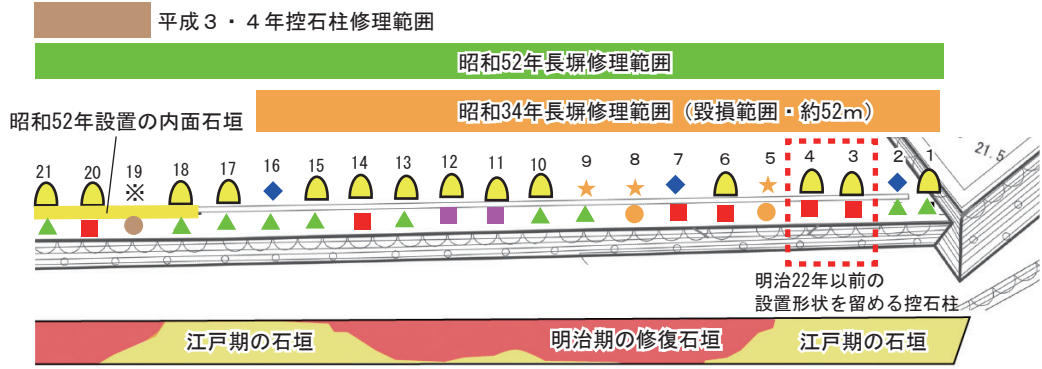 平成３・４年控石柱修理範囲
昭和52年長塀修理範囲
昭和34年長塀修理範囲（毀損範囲・約52ｍ）
昭和52年設置の内面石垣
21 20 19 18 17 16 15 14 13 12 11 10 9 8 7 6 5 4 3 2 1
※
21.5
明治22年以前の
設置形状を留める控石柱
江戸期の石垣 明治期の修復石垣 江戸期の石垣